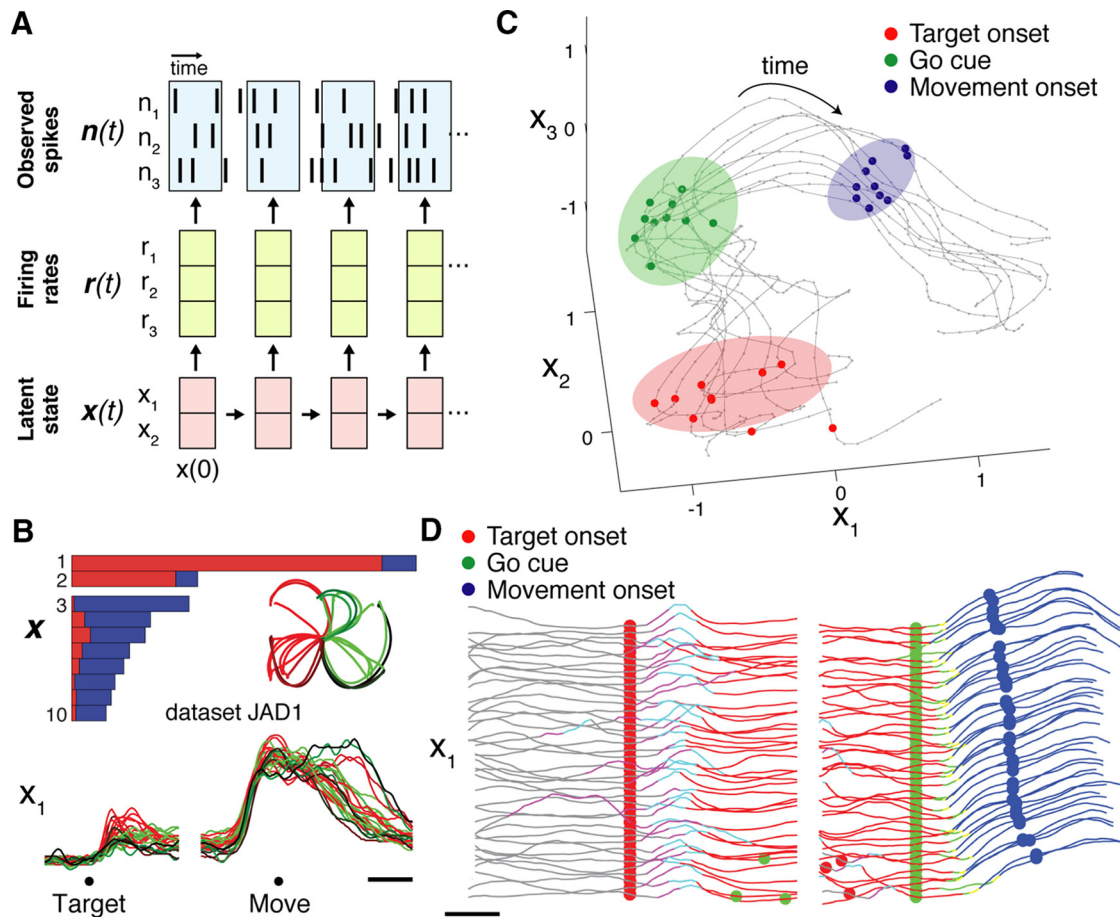 A
time
Observed spikes
n(t)
n1
n2
n3
...
Firing rates
r(t)
r1
r2
r3
...
Latent state
x(t)
x1
x2
...
x(0)
B
1
2
3
10
x
dataset JAD1
X1
Target
Move
C
Target onset
Go cue
Movement onset
time
1
X3 0
-1
1
X2
0
-1
0
1
X1
D
Target onset
Go cue
Movement onset
X1